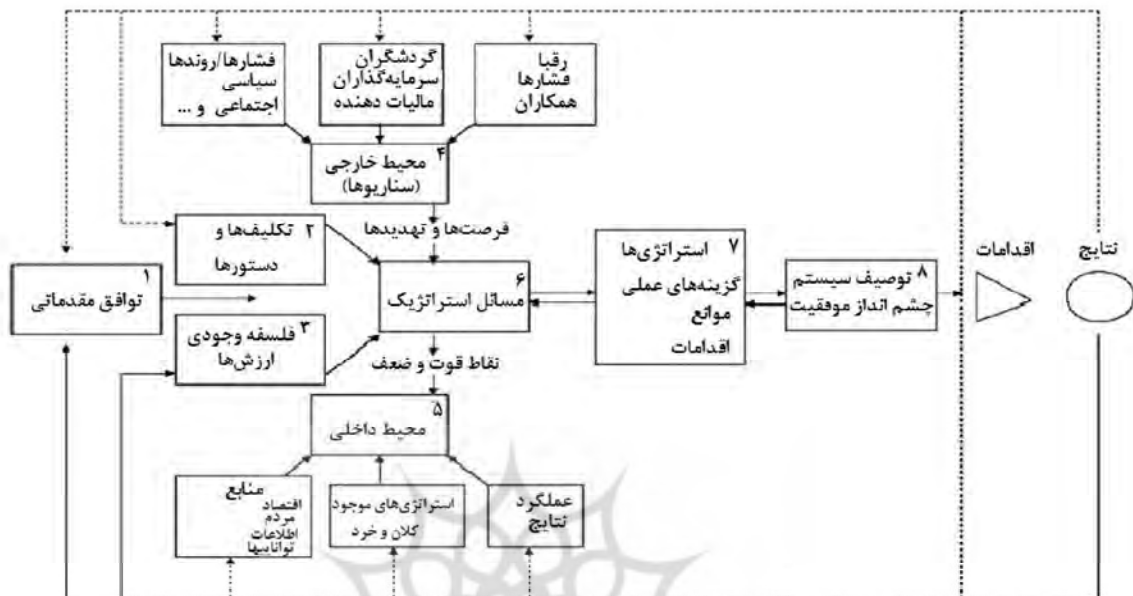 رقبا
فشارها
همکاران
گردشگران
سرمایه‌گذاران
مالیات دهنده
فشارها/روندها
سیاسی
اجتماعی و ...
۴ محیط خارجی
(سناریوها)
فرصت‌ها و تهدیدها
۲ تکلیف‌ها و
دستورها
۱
توافق مقدماتی
۳ فلسفه وجودی
ارزش‌ها
۶
مسائل استراتژیک
۷ استراتژی‌ها
گزینه‌های عملی
موانع
اقدامات
۸ توصیف سیستم
چشم انداز موفقیت
اقدامات
نتایج
نقاط قوت و ضعف
۵
محیط داخلی
عملگرد
نتایج
استراتژی‌های موجود
کلان و خرد
منابع
اقتصاد
مردم
اطلاعات
تواناییها